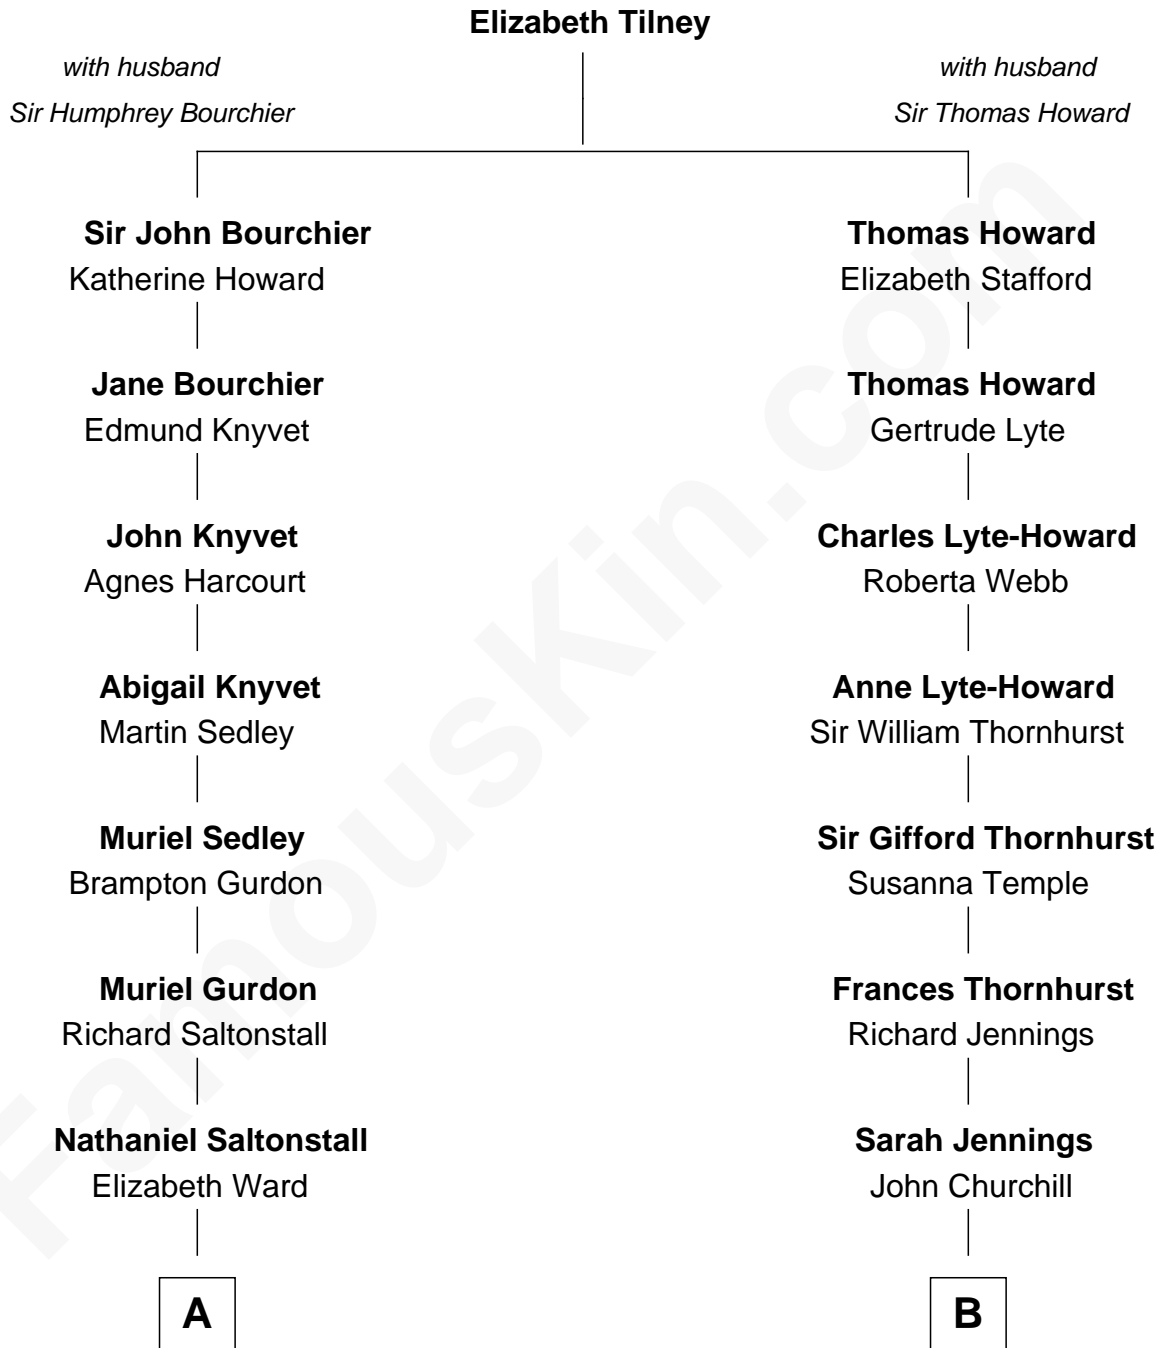 Elizabeth Tilney
with husband
Sir Humphrey Bourchier
with husband
Sir Thomas Howard
Sir John Bourchier
Katherine Howard
Thomas Howard
Elizabeth Stafford
Jane Bourchier
Edmund Knyvet
Thomas Howard
Gertrude Lyte
John Knyvet
Agnes Harcourt
Charles Lyte-Howard
Roberta Webb
Abigail Knyvet
Martin Sedley
Anne Lyte-Howard
Sir William Thornhurst
Muriel Sedley
Brampton Gurdon
Sir Gifford Thornhurst
Susanna Temple
Muriel Gurdon
Richard Saltonstall
Frances Thornhurst
Richard Jennings
Nathaniel Saltonstall
Elizabeth Ward
Sarah Jennings
John Churchill
A
B
FamousKin.com